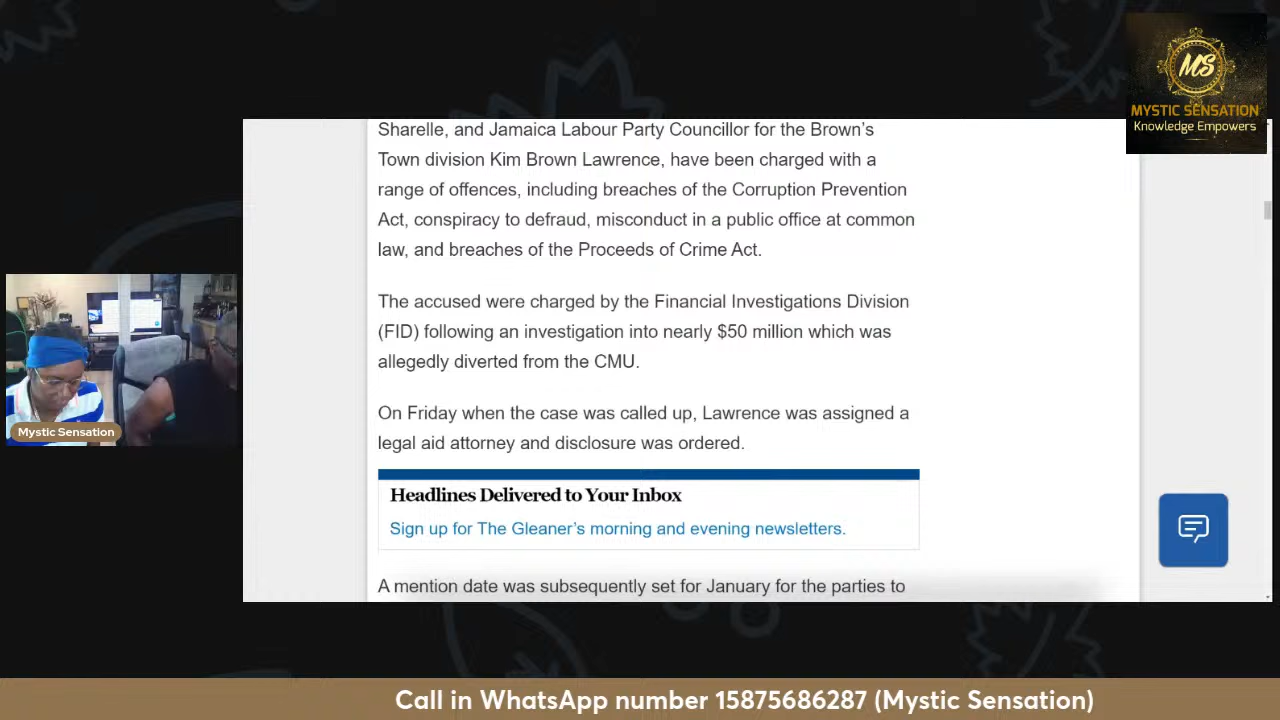 MS
MYSTIC SENSATION
Knowledge Empowers
Sharelle, and Jamaica Labour Party Councillor for the Brown’s
Town division Kim Brown Lawrence, have been charged with a
range of offences, including breaches of the Corruption Prevention
Act, conspiracy to defraud, misconduct in a public office at common
law, and breaches of the Proceeds of Crime Act.
The accused were charged by the Financial Investigations Division
(FID) following an investigation into nearly $50 million which was
allegedly diverted from the CMU.
On Friday when the case was called up, Lawrence was assigned a
legal aid attorney and disclosure was ordered.
Headlines Delivered to Your Inbox
Sign up for The Gleaner’s morning and evening newsletters.
A mention date was subsequently set for January for the parties to
Mystic Sensation
Call in WhatsApp number 15875686287 (Mystic Sensation)